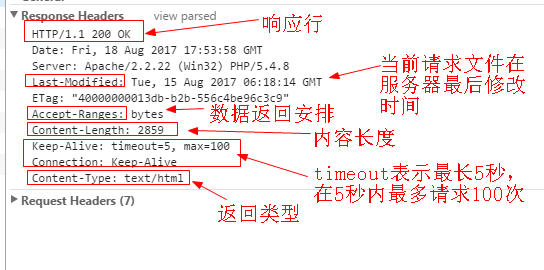 Response Headers view parsed
响应行
HTTP/1.1 200 OK
Date: Fri, 18 Aug 2017 17:53:58 GMT
Server: Apache/2.2.22 (Win32) PHP/5.4.8
Last-Modified: Tue, 15 Aug 2017 06:18:14 GMT
当前请求文件在
服务器最后修改
时间
ETag: "40000000013db-b2b-556c4be96c3c9"
Accept-Ranges: bytes
数据返回安排
Content-Length: 2859
内容长度
Keep-Alive: timeout=5, max=100
Connection: Keep-Alive
timeout表示最长5秒，
在5秒内最多请求100次
Content-Type: text/html
返回类型
Request Headers (7)